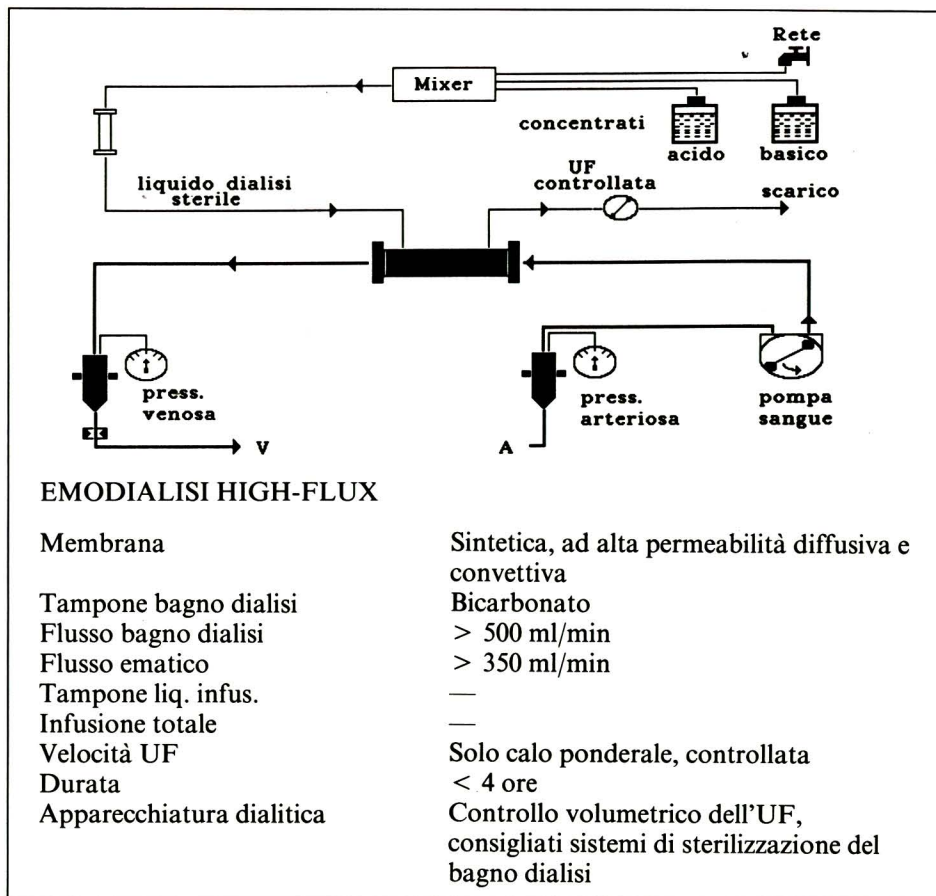 Rete
Mixer
concentrati
acido
basico
liquido dialisi
sterile
UF
controllata
scarico
press.
venosa
V
A
press.
arteriosa
pompa
sangue
EMODIALISI HIGH-FLUX
Membrana Sintetica, ad alta permeabilità diffusiva e
convettiva
Tampone bagno dialisi Bicarbonato
Flusso bagno dialisi > 500 ml/min
Flusso ematico > 350 ml/min
Tampone liq. infus. —
Infusione totale —
Velocità UF Solo calo ponderale, controllata
Durata < 4 ore
Apparecchiatura dialitica Controllo volumetrico dell'UF,
consigliati sistemi di sterilizzazione del
bagno dialisi